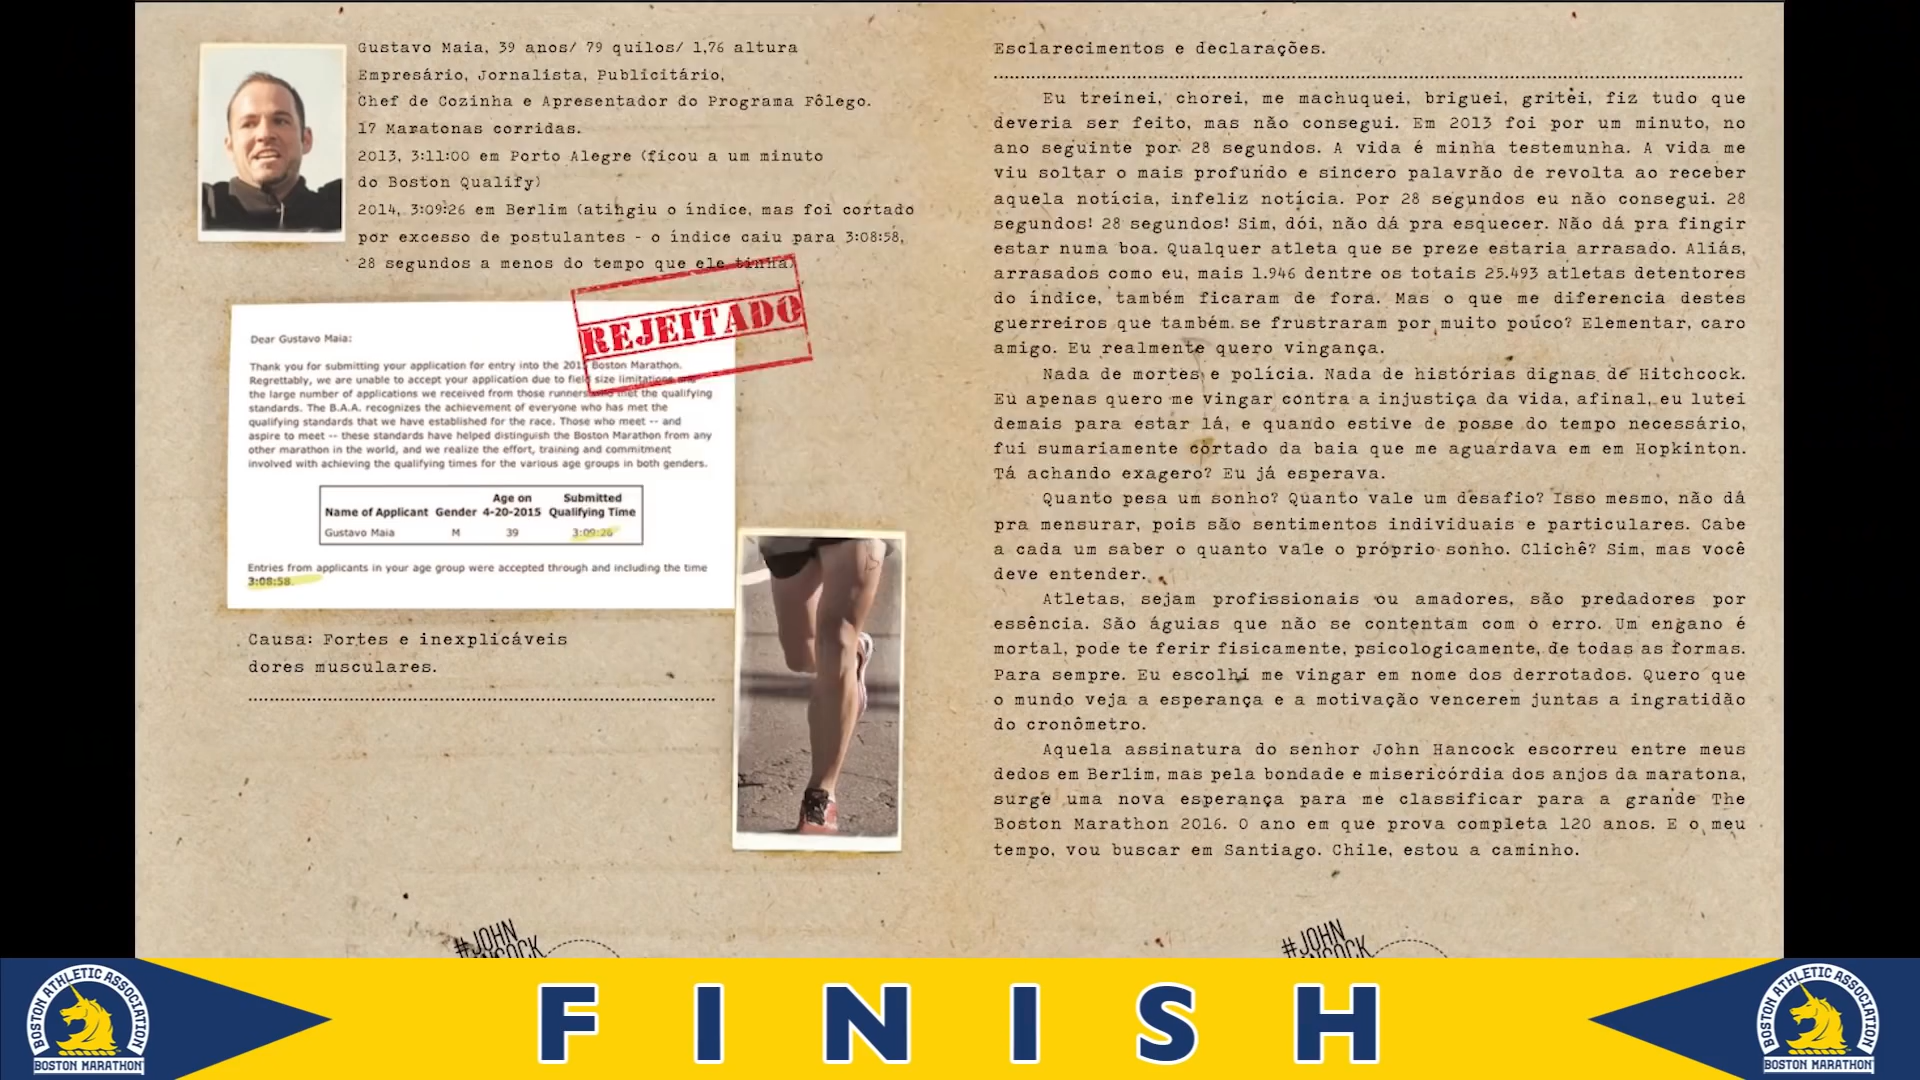 Gustavo Maia, 39 anos/ 79 quilos/ 1,76 altura
Empresário, Jornalista, Publicitário,
Chef de Cozinha e Apresentador do Programa Fôlego.
17 Maratonas corridas.
2013, 3:11:00 em Porto Alegre (ficou a um minuto
do Boston Qualify)
2014, 3:09:26 em Berlim (atingiu o índice, mas foi cortado
por excesso de postulantes - o índice caiu para 3:08:58,
28 segundos a menos do tempo que ele tinha)
REJEITADO
Dear Gustavo Maia:
Thank you for submitting your application for entry into the 2015 Boston Marathon.
Regrettably, we are unable to accept your application due to field size limitations
the large number of applications we received from those runners met the qualifying
standards. The B.A.A. recognizes the achievement of everyone who has met the
qualifying standards that we have established for the race. Those who meet -- and
aspire to meet -- these standards have helped distinguish the Boston Marathon from any
other marathon in the world, and we realize the effort, training and commitment
involved with achieving the qualifying times for the various age groups in both genders.
Age on Submitted
Name of Applicant Gender 4-20-2015 Qualifying Time
Gustavo Maia M 39 3:09:26
Entries from applicants in your age group were accepted through and including the time
3:08:58.
Causa: Fortes e inexplicáveis
dores musculares.
#JOHN
HANCOCK
Esclarecimentos e declarações.
Eu treinei, chorei, me machuquei, briguei, gritei, fiz tudo que
deveria ser feito, mas não consegui. Em 2013 foi por um minuto, no
ano seguinte por 28 segundos. A vida é minha testemunha. A vida me
viu soltar o mais profundo e sincero palavrão de revolta ao receber
aquela notícia, infeliz notícia. Por 28 segundos eu não consegui. 28
segundos! 28 segundos! Sim, dói, não dá pra esquecer. Não dá pra fingir
estar numa boa. Qualquer atleta que se preze estaria arrasado. Aliás,
arrasados como eu, mais 1.946 dentre os totais 25.493 atletas detentores
do índice, também ficaram de fora. Mas o que me diferencia destes
guerreiros que também se frustraram por muito pouco? Elementar, caro
amigo. Eu realmente quero vingança.
Nada de mortes e polícia. Nada de histórias dignas de Hitchcock.
Eu apenas quero me vingar contra a injustiça da vida, afinal, eu lutei
demais para estar lá, e quando estive de posse do tempo necessário,
fui sumariamente cortado da baia que me aguardava em em Hopkinton.
Tá achando exagero? Eu já esperava.
Quanto pesa um sonho? Quanto vale um desafio? Isso mesmo, não dá
pra mensurar, pois são sentimentos individuais e particulares. Cabe
a cada um saber o quanto vale o próprio sonho. Clichê? Sim, mas você
deve entender.
Atletas, sejam profissionais ou amadores, são predadores por
essência. São águias que não se contentam com o erro. Um engano é
mortal, pode te ferir fisicamente, psicologicamente, de todas as formas.
Para sempre. Eu escolhi me vingar em nome dos derrotados. Quero que
o mundo veja a esperança e a motivação vencerem juntas a ingratidão
do cronômetro.
Aquela assinatura do senhor John Hancock escorreu entre meus
dedos em Berlim, mas pela bondade e misericórdia dos anjos da maratona,
surge uma nova esperança para me classificar para a grande The
Boston Marathon 2016. O ano em que prova completa 120 anos. E o meu
tempo, vou buscar em Santiago. Chile, estou a caminho.
#JOHN
HANCOCK
BOSTON ATHLETIC ASSOCIATION
BOSTON MARATHON
FINISH
BOSTON ATHLETIC ASSOCIATION
BOSTON MARATHON